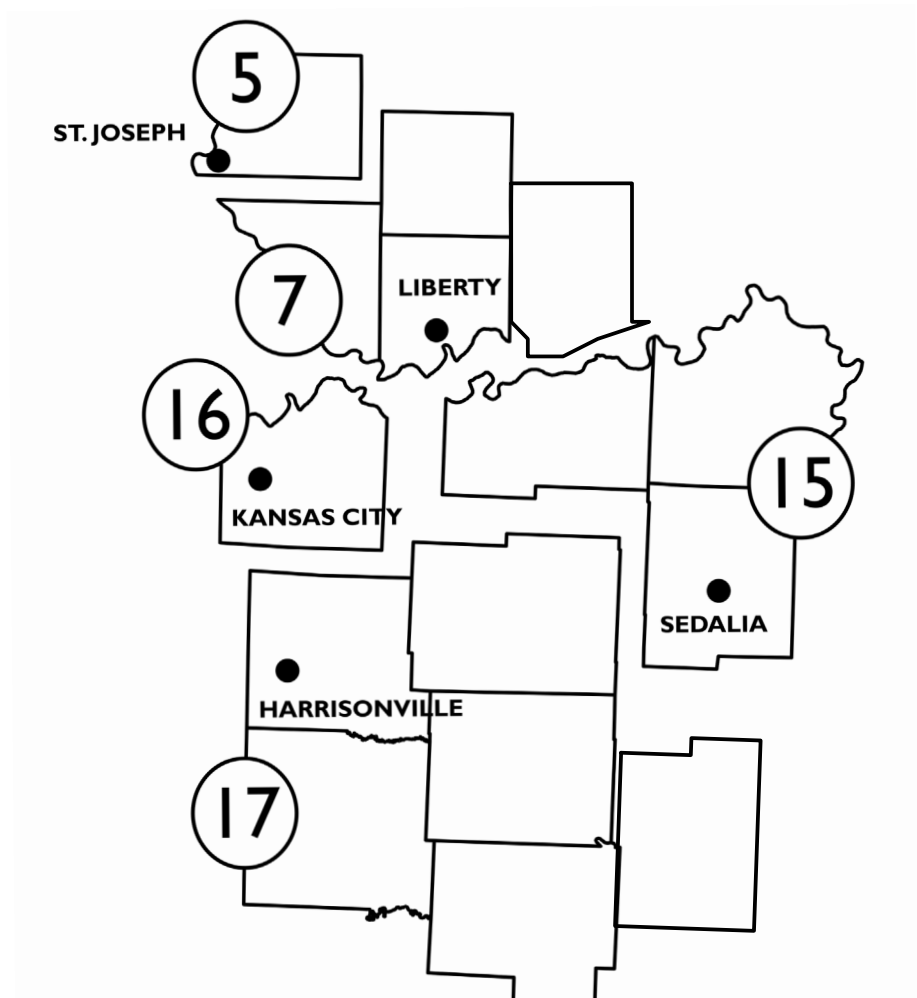 5
ST. JOSEPH
7
LIBERTY
16
KANSAS CITY
15
SEDALIA
HARRISONVILLE
17